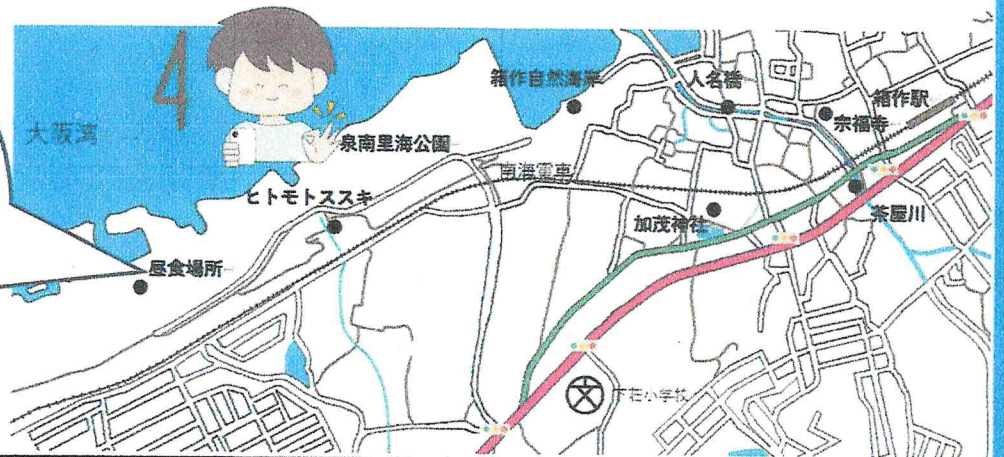 4
大阪湾
箱作自然海岸
人名橋
箱作駅
宗福寺
泉南里海公園
南海電車
ヒトモトススキ
加茂神社
茶屋川
昼食場所
文
下荘小学校